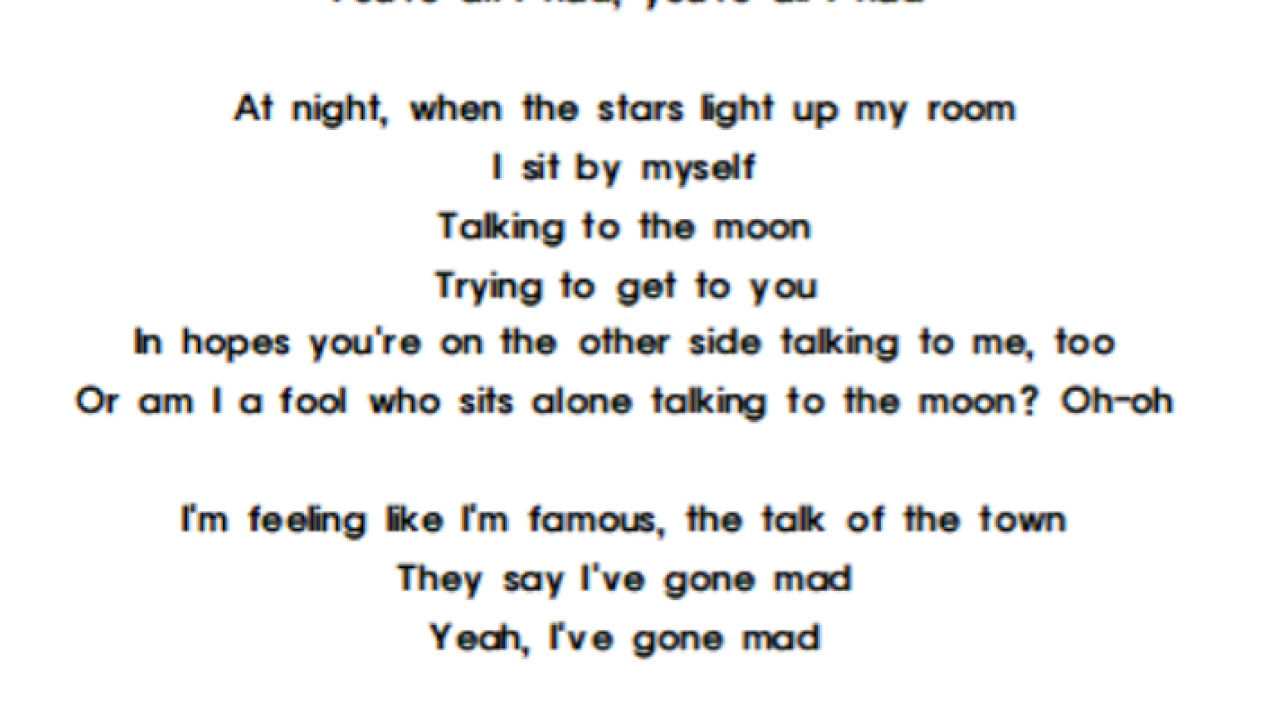 At night, when the stars light up my room
I sit by myself
Talking to the moon
Trying to get to you
In hopes you're on the other side talking to me, too
Or am I a fool who sits alone talking to the moon? Oh-oh
I'm feeling like I'm famous, the talk of the town
They say I've gone mad
Yeah, I've gone mad